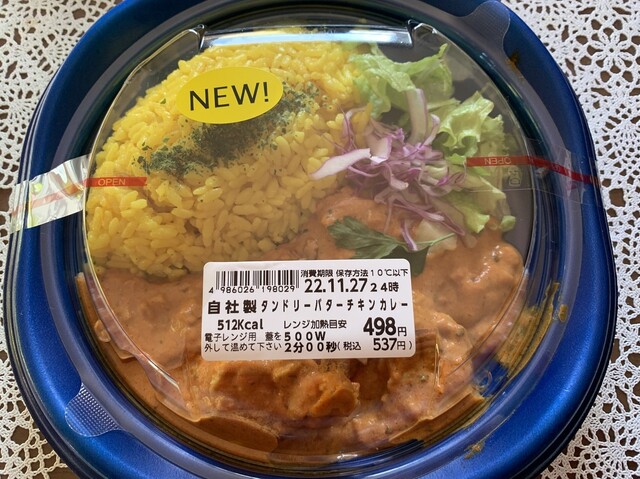 NEW!
OPEN
OPEN
4 986026 198029
消費期限 保存方法10℃以下
22.11.27 24時
自社製タンドリーバターチキンカレー
512Kcal レンジ加熱目安 498円
電子レンジ用 蓋を 500W
外して温めて下さい 2分00秒(税込 537円)